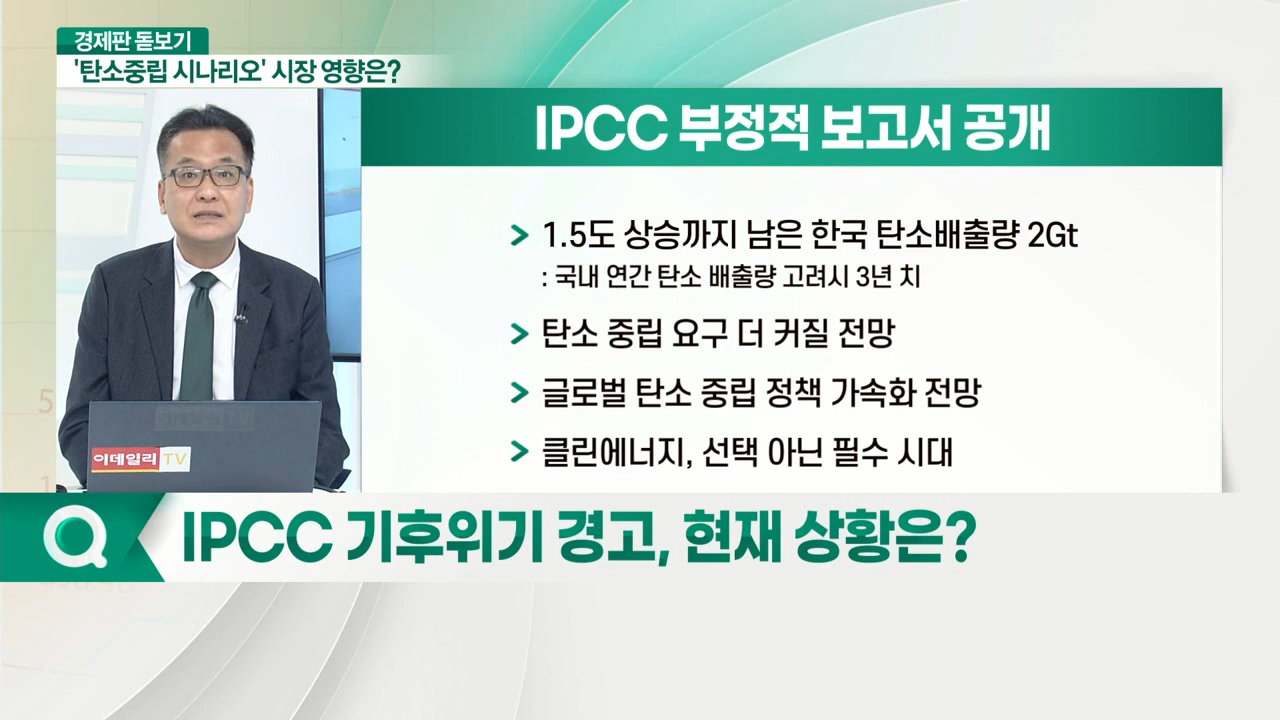 경제판 돋보기
'탄소중립 시나리오' 시장 영향은?
IPCC 부정적 보고서 공개
> 1.5도 상승까지 남은 한국 탄소배출량 2Gt
: 국내 연간 탄소 배출량 고려시 3년 치
> 탄소 중립 요구 더 커질 전망
> 글로벌 탄소 중립 정책 가속화 전망
> 클린에너지, 선택 아닌 필수 시대
이데일리 TV
Q IPCC 기후위기 경고, 현재 상황은?
5
1